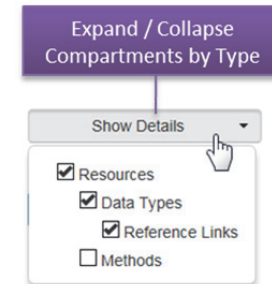 Expand / Collapse
Compartments by Type
Show Details
Resources
Data Types
Reference Links
Methods